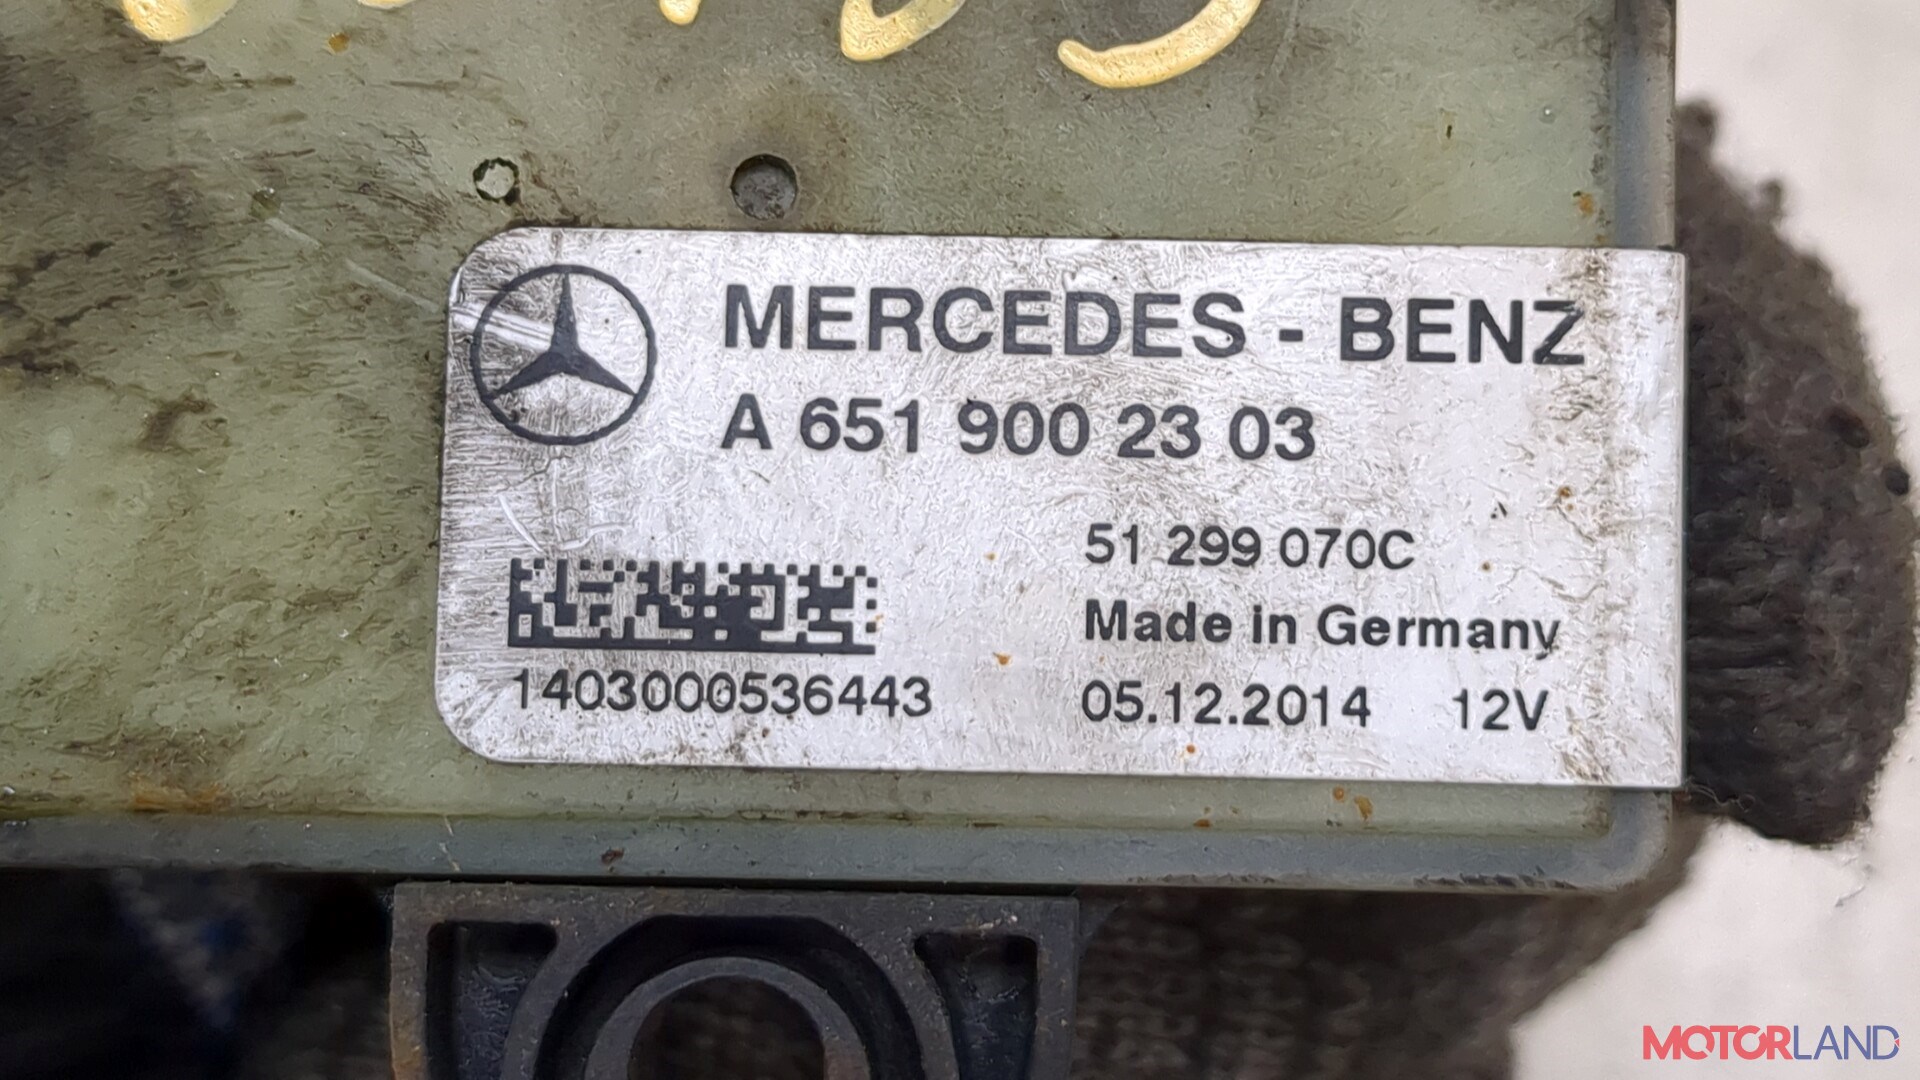 MERCEDES - BENZ
A 651 900 23 03
51 299 070C
Made in Germany
1403000536443
05.12.2014 12V
MOTORLAND